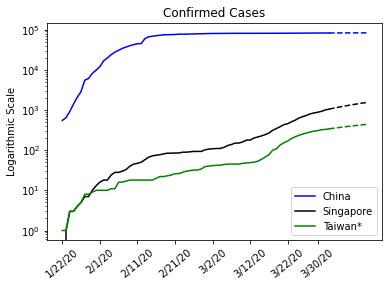 Confirmed Cases
Logarithmic Scale
10⁵
10⁴
10³
10²
10¹
10⁰
1/22/20
2/1/20
2/11/20
2/21/20
3/2/20
3/12/20
3/22/20
3/30/20
China
Singapore
Taiwan*